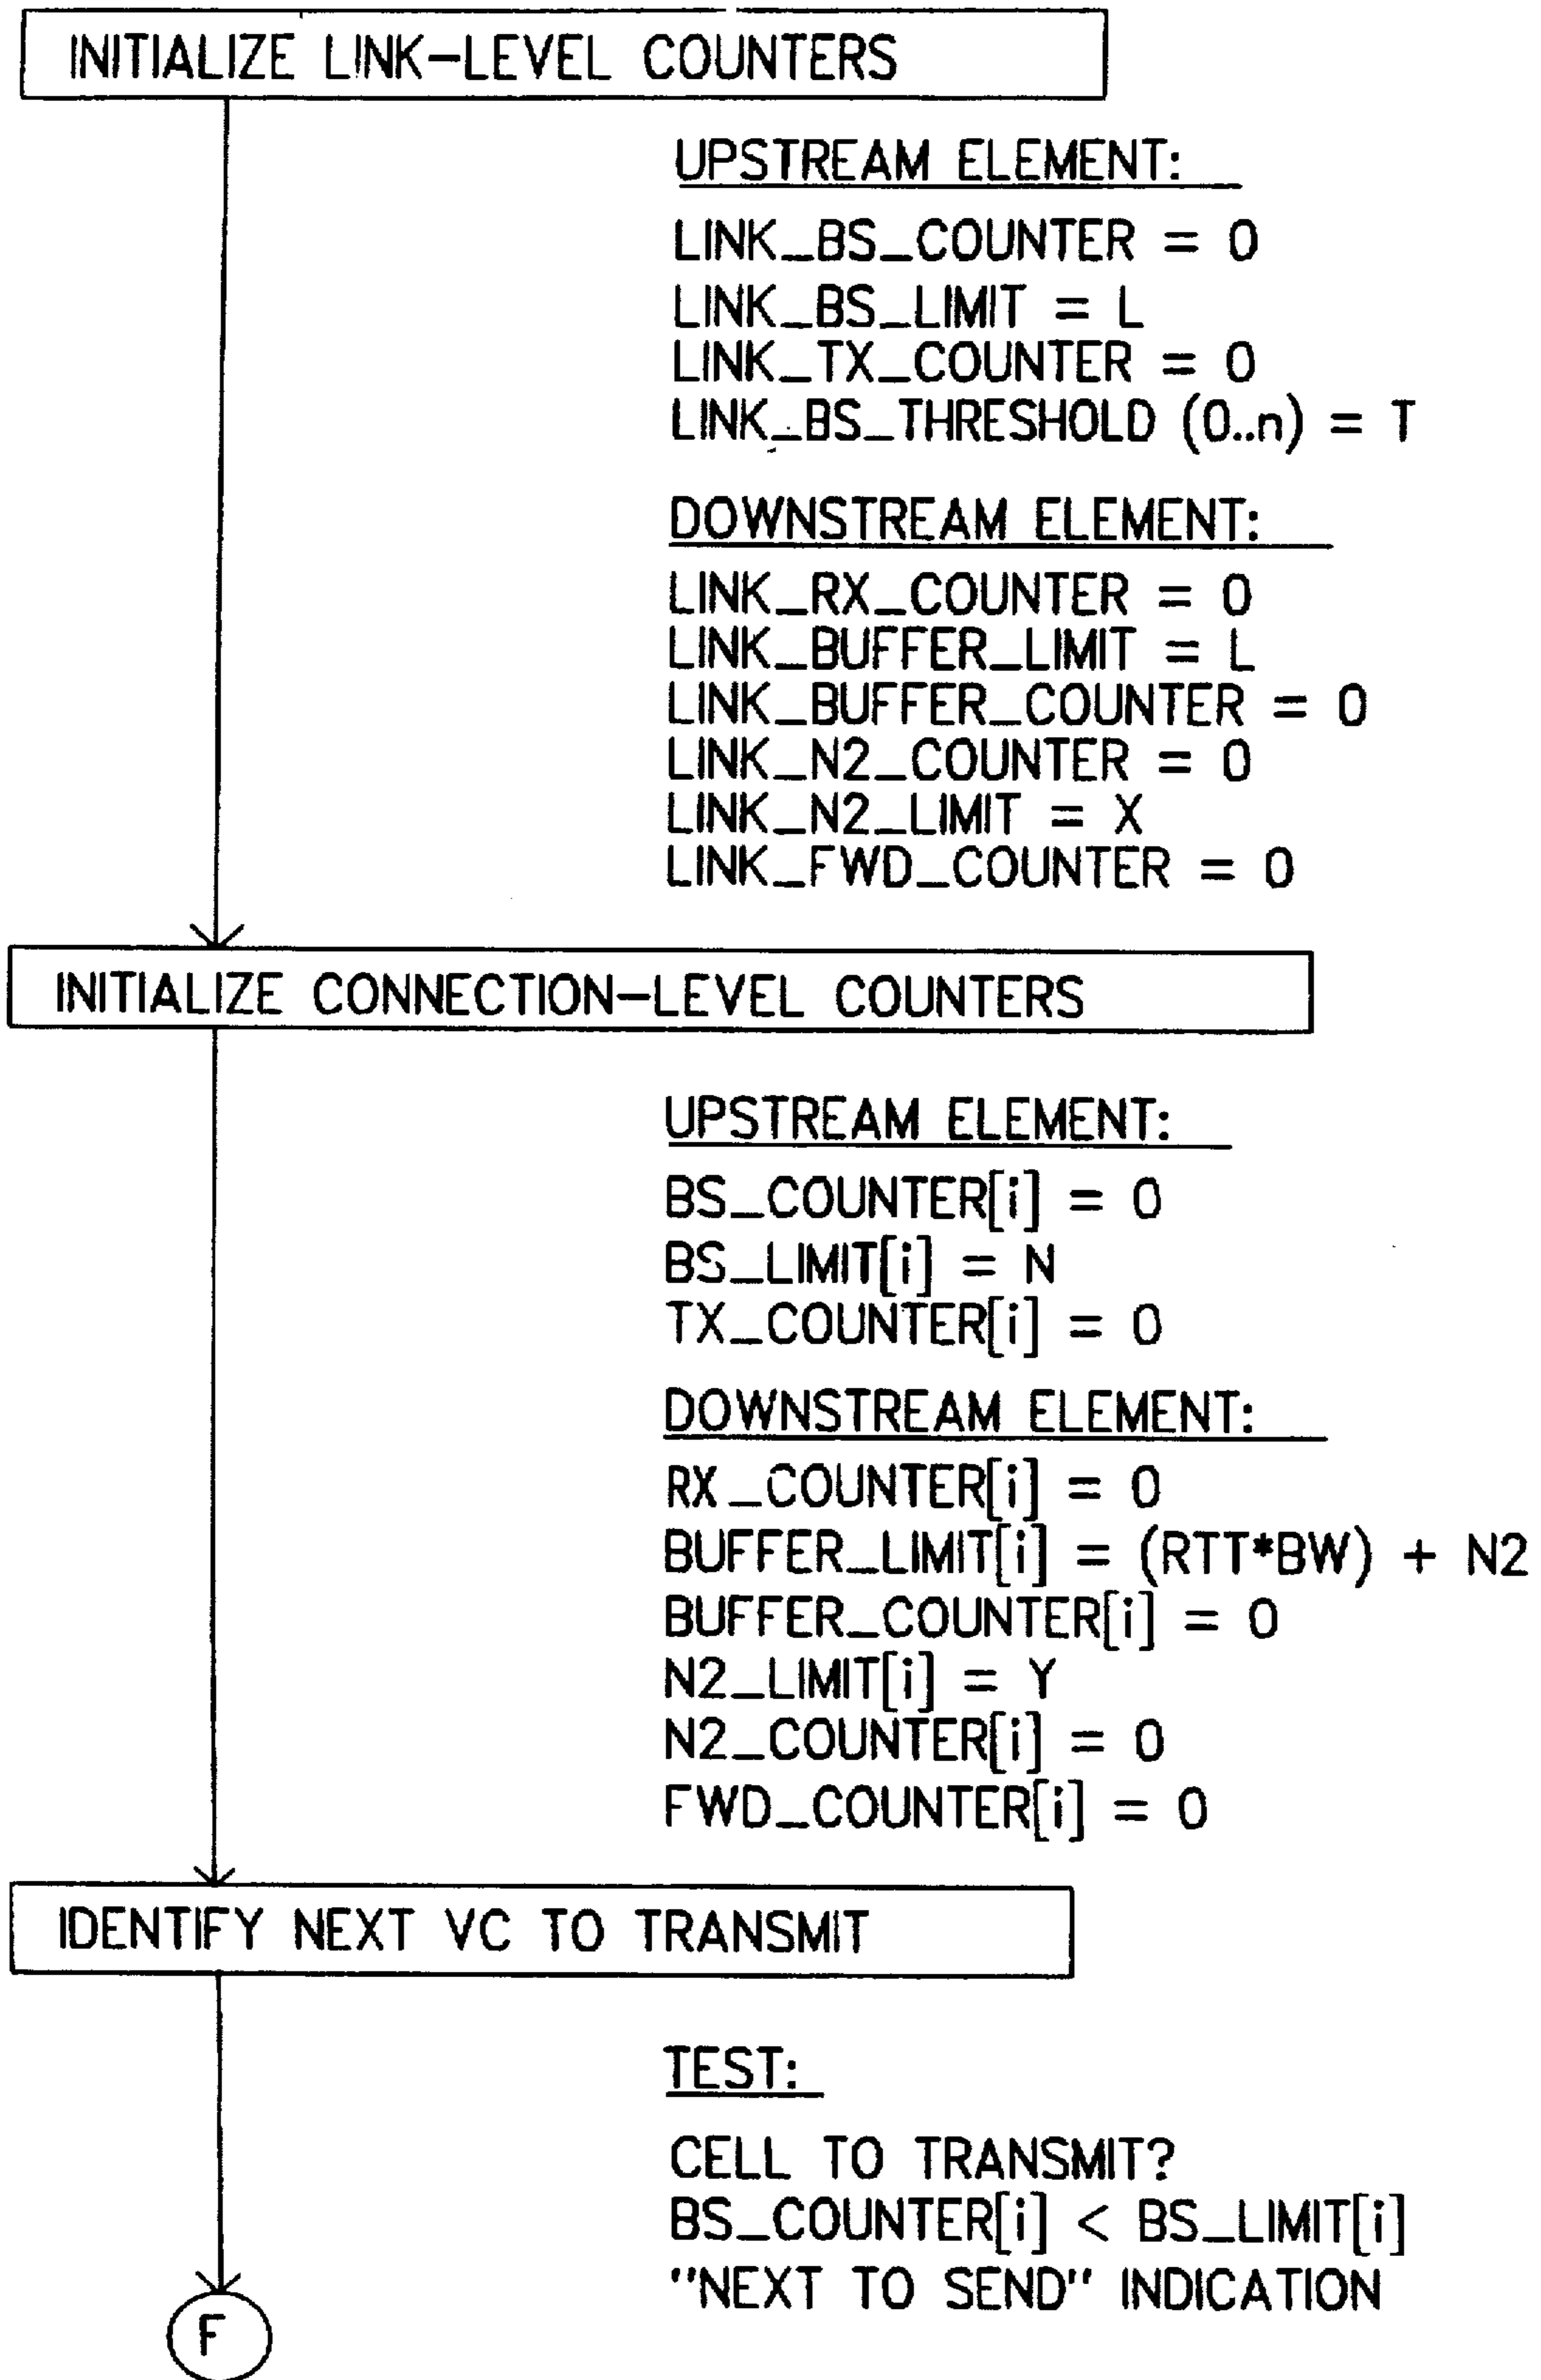 INITIALIZE LINK-LEVEL COUNTERS
UPSTREAM ELEMENT:
LINK_BS_COUNTER = 0
LINK_BS_LIMIT = L
LINK_TX_COUNTER = 0
LINK_BS_THRESHOLD (0..n) = T
DOWNSTREAM ELEMENT:
LINK_RX_COUNTER = 0
LINK_BUFFER_LIMIT = L
LINK_BUFFER_COUNTER = 0
LINK_N2_COUNTER = 0
LINK_N2_LIMIT = X
LINK_FWD_COUNTER = 0
INITIALIZE CONNECTION-LEVEL COUNTERS
UPSTREAM ELEMENT:
BS_COUNTER[i] = 0
BS_LIMIT[i] = N
TX_COUNTER[i] = 0
DOWNSTREAM ELEMENT:
RX_COUNTER[i] = 0
BUFFER_LIMIT[i] = (RTT*BW) + N2
BUFFER_COUNTER[i] = 0
N2_LIMIT[i] = Y
N2_COUNTER[i] = 0
FWD_COUNTER[i] = 0
IDENTIFY NEXT VC TO TRANSMIT
TEST:
CELL TO TRANSMIT?
BS_COUNTER[i] < BS_LIMIT[i]
"NEXT TO SEND" INDICATION
F